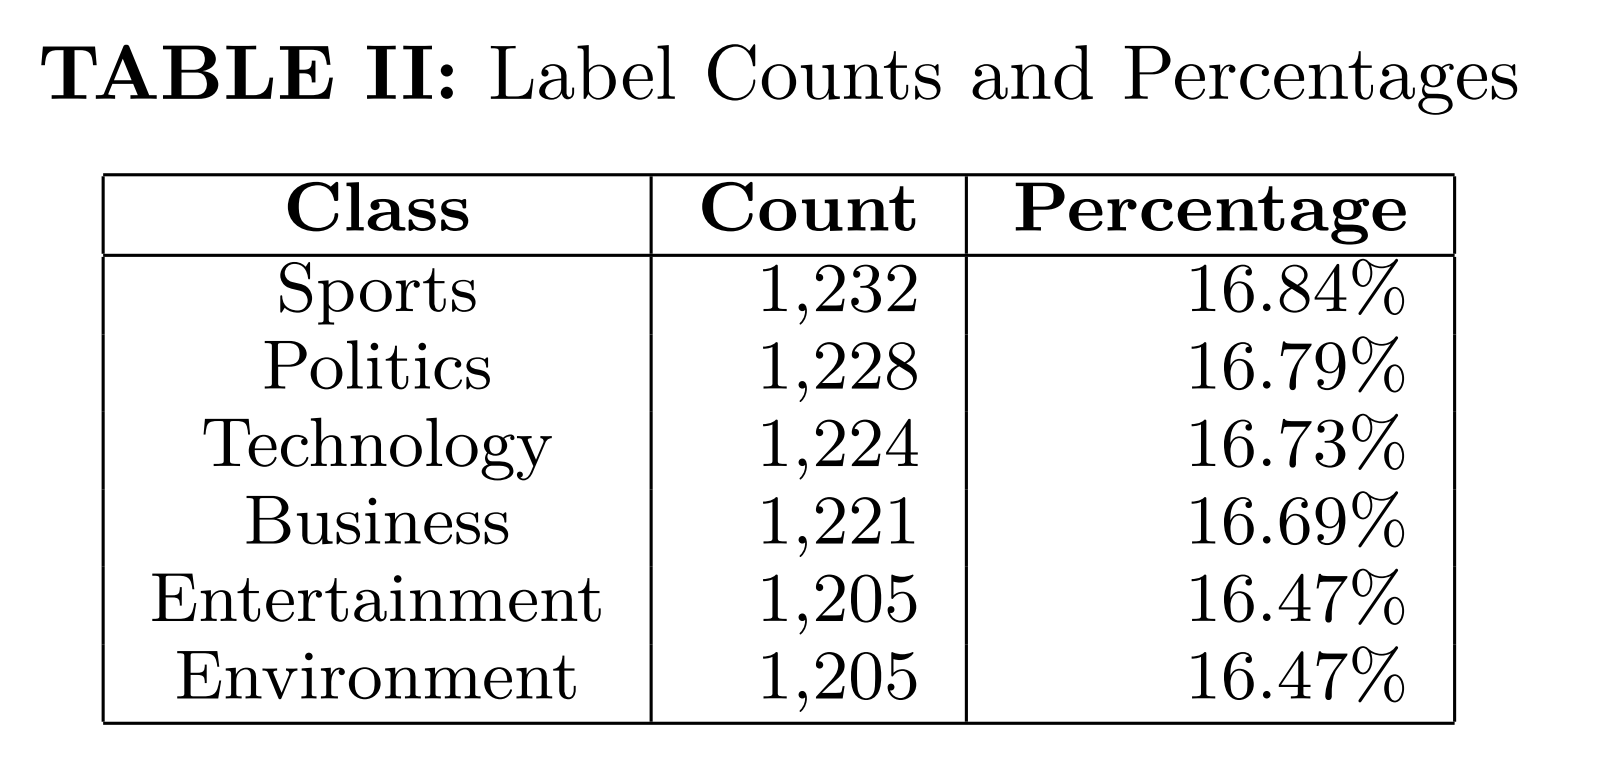 TABLE II: Label Counts and Percentages
Class Count Percentage
Sports 1,232 16.84%
Politics 1,228 16.79%
Technology 1,224 16.73%
Business 1,221 16.69%
Entertainment 1,205 16.47%
Environment 1,205 16.47%